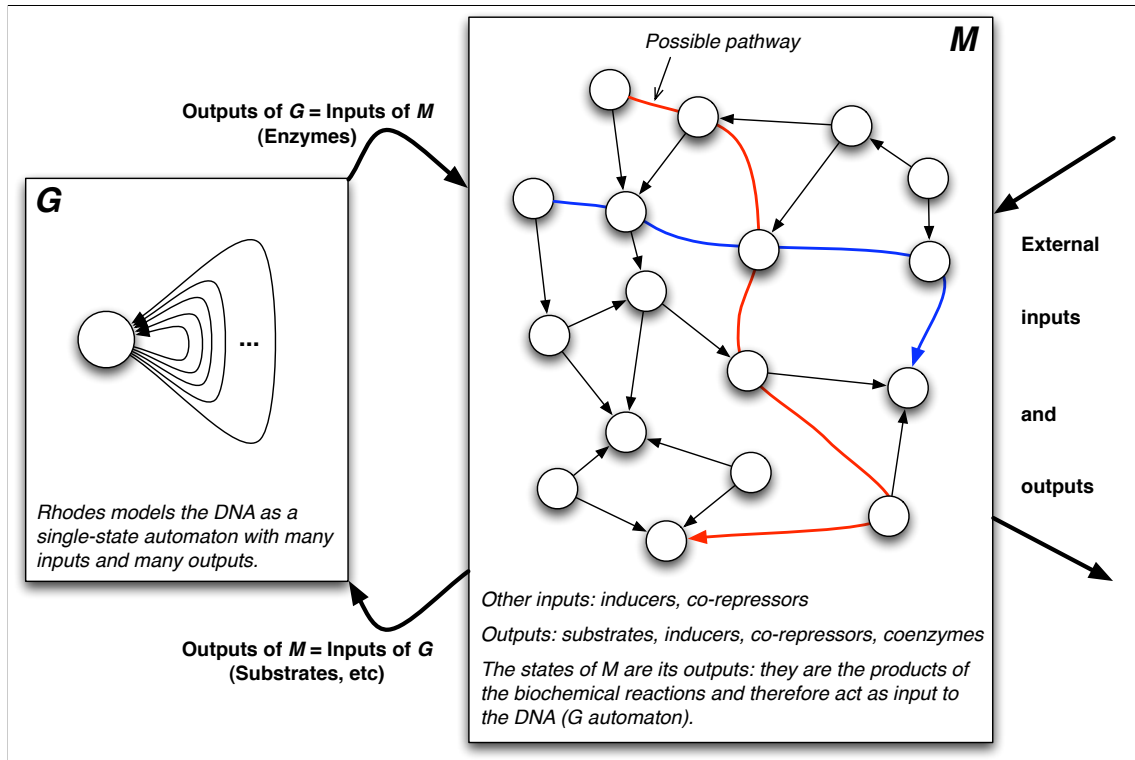 Possible pathway
M
Outputs of G = Inputs of M
(Enzymes)
G
...
Rhodes models the DNA as a
single-state automaton with many
inputs and many outputs.
Outputs of M = Inputs of G
(Substrates, etc)
External
inputs
and
outputs
Other inputs: inducers, co-repressors
Outputs: substrates, inducers, co-repressors, coenzymes
The states of M are its outputs: they are the products of
the biochemical reactions and therefore act as input to
the DNA (G automaton).